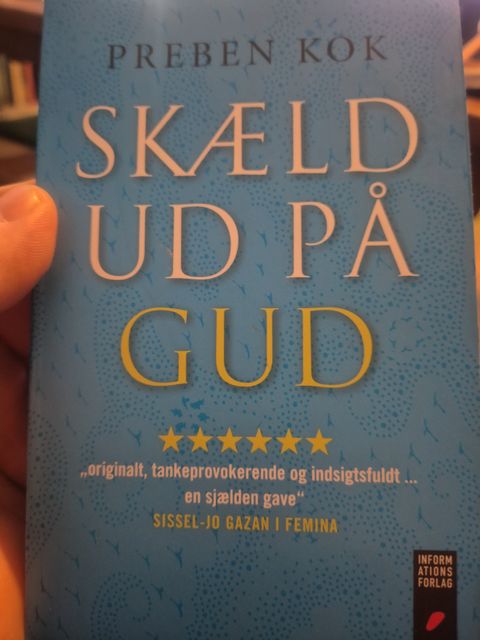 PREBEN KOK
SKÆLD
UD PÅ
GUD
„originalt, tankeprovokerende og indsigtsfuldt ...
en sjælden gave“
SISSEL-JO GAZAN I FEMINA
INFORM
ATIONS
FORLAG